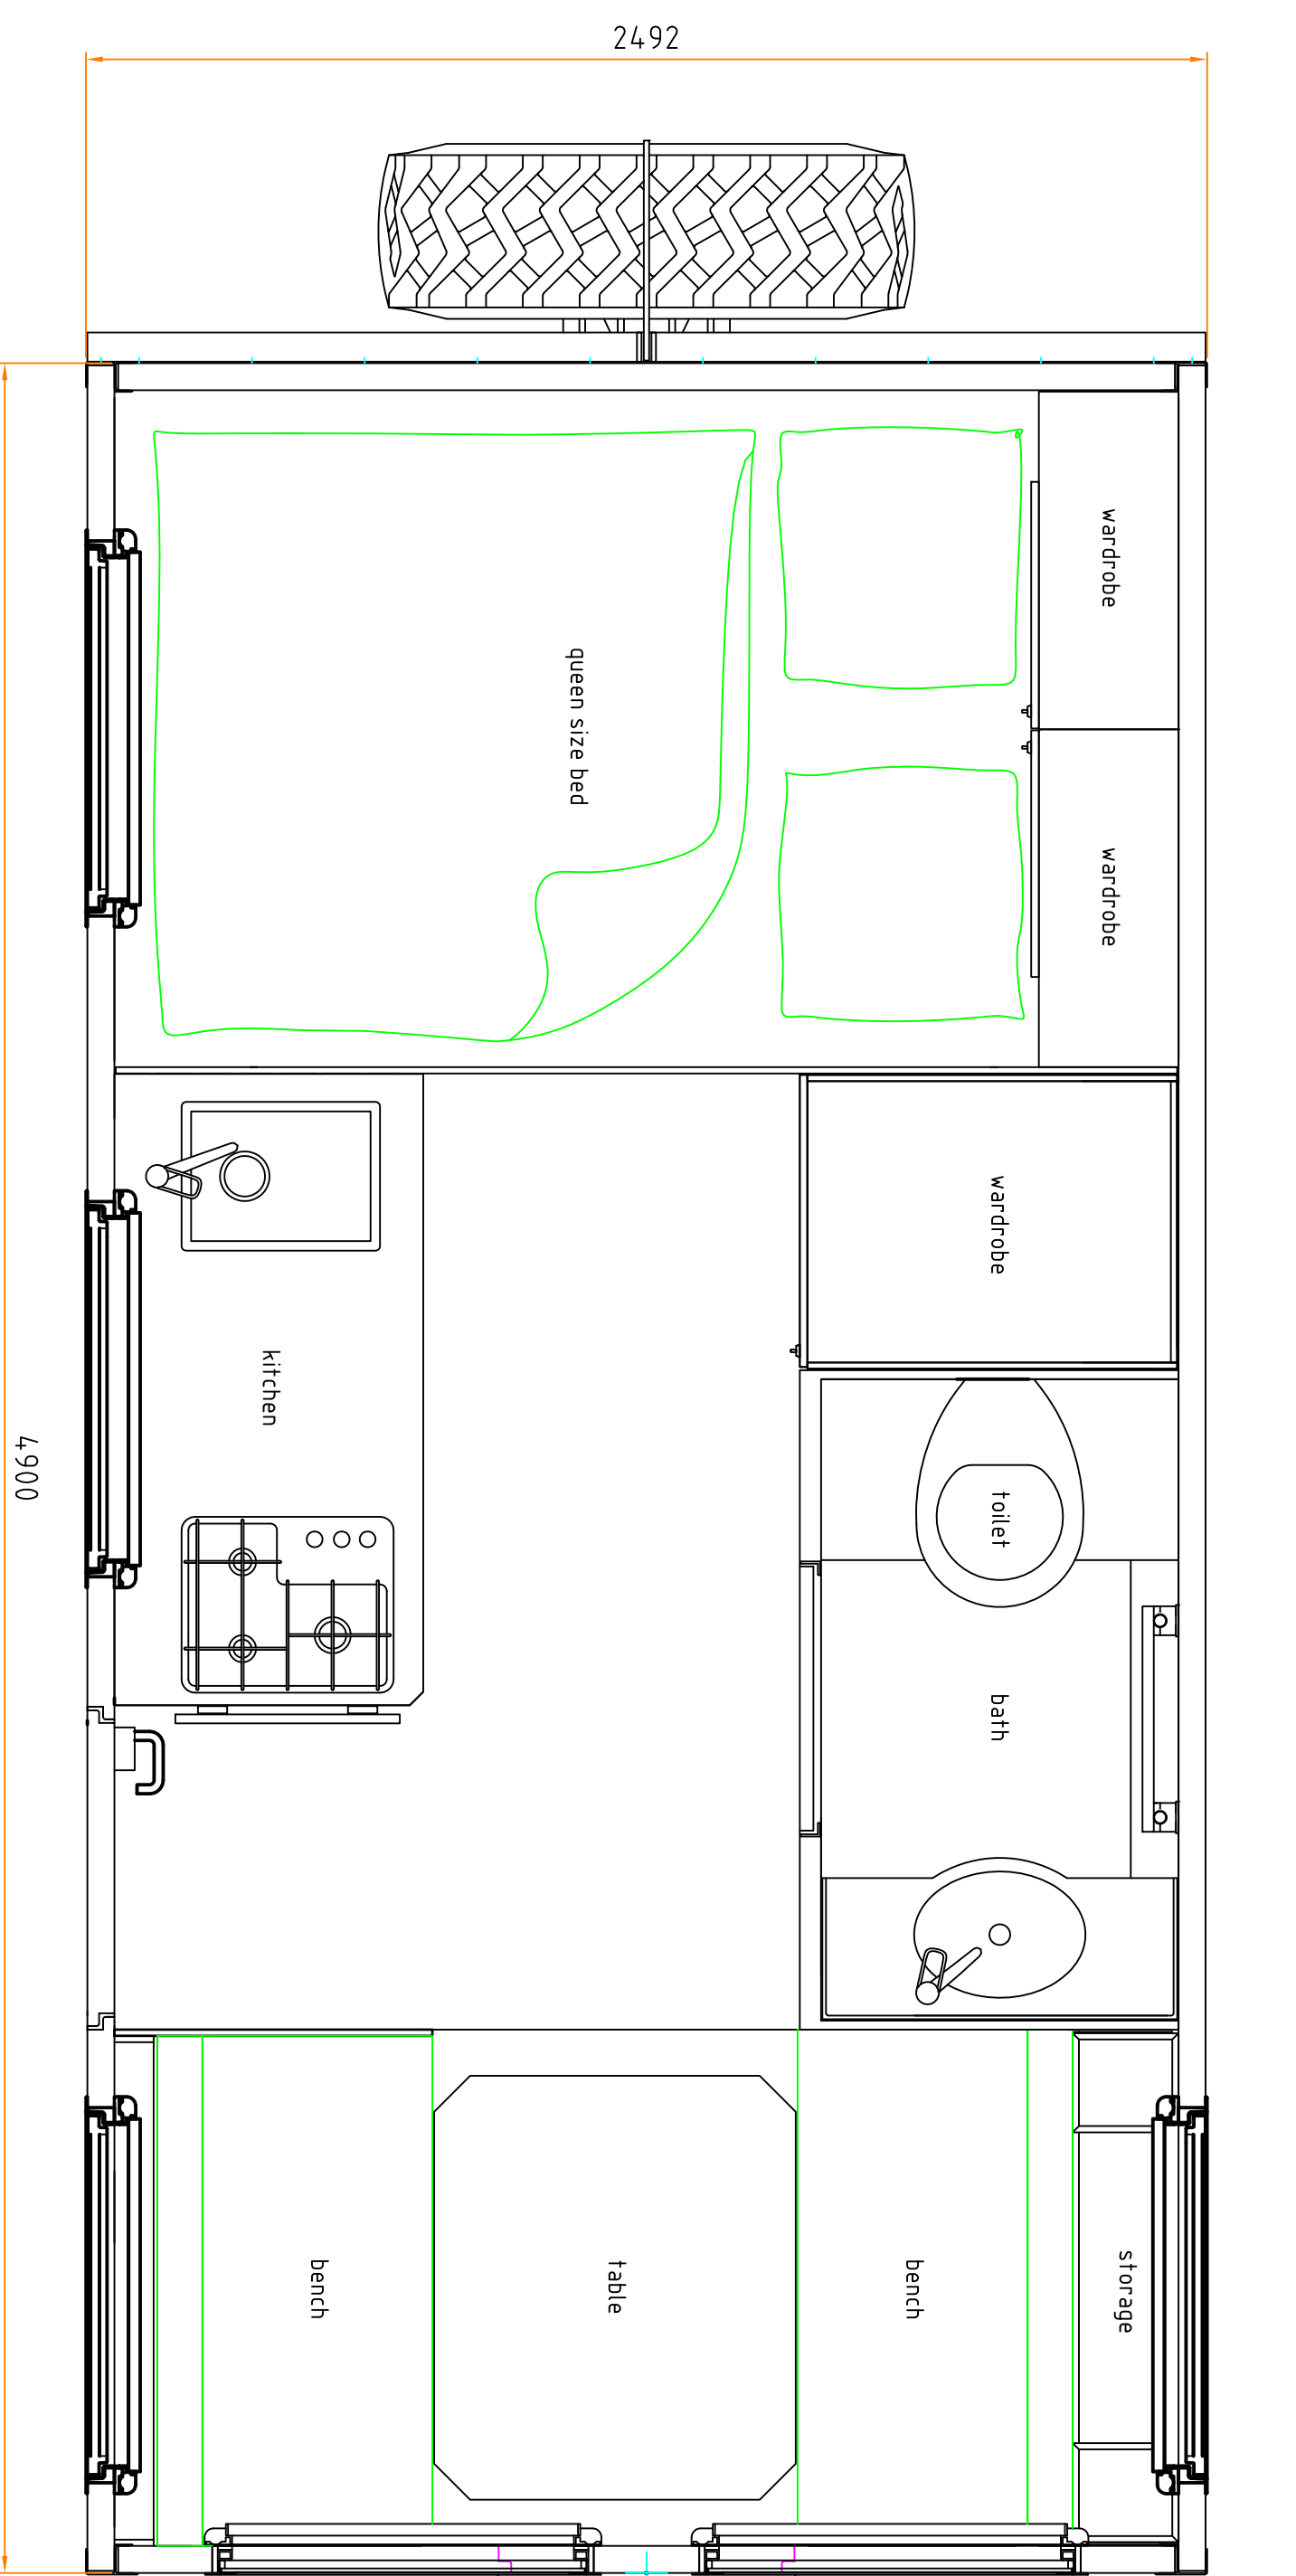 2492
wardrobe
queen size bed
wardrobe
wardrobe
kitchen
4900
toilet
bath
storage
bench
table
bench